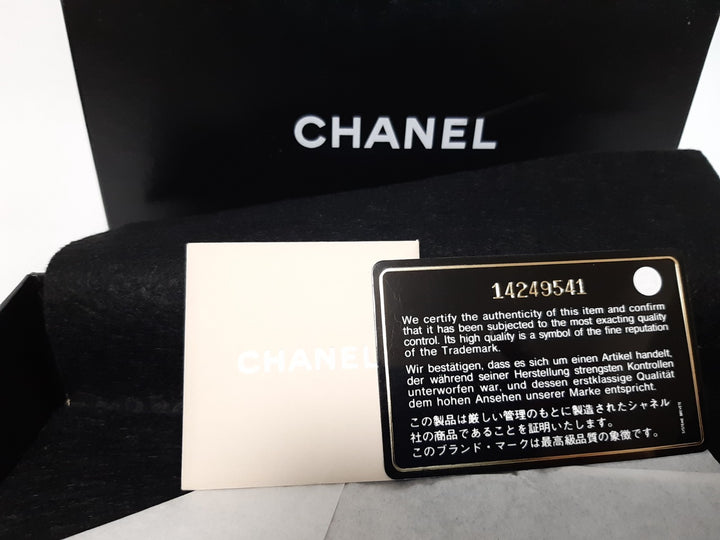 CHANEL
CHANEL
14249541
We certify the authenticity of this item and confirm
that it has been subjected to the most exacting quality
control. Its high quality is a symbol of the fine reputation
of the Trademark.
Wir bestätigen, dass es sich um einen Artikel handelt,
der während seiner Herstellung strengsten Kontrollen
unterworfen war, und dessen erstklassige Qualität
dem hohen Ansehen unserer Marke entspricht.
この製品は厳しい管理のもとに製造されたシャネル
社の商品であることを証明いたします。
このブランド・マークは最高級品質の象徴です。